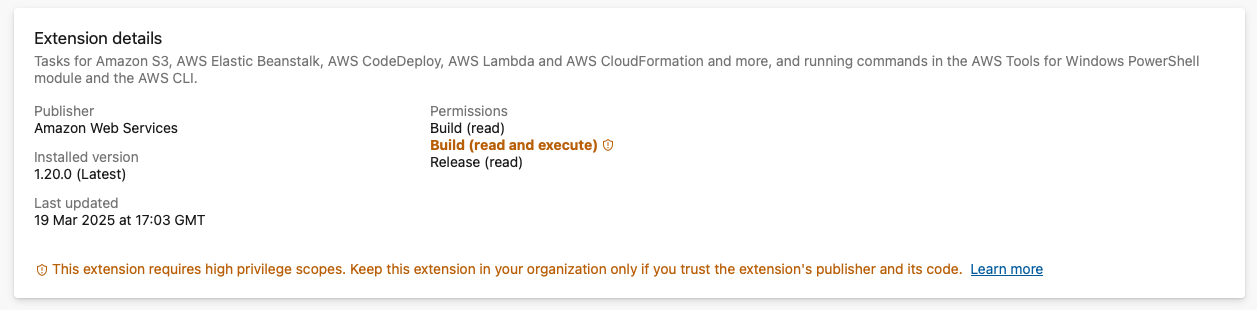 Extension details
Tasks for Amazon S3, AWS Elastic Beanstalk, AWS CodeDeploy, AWS Lambda and AWS CloudFormation and more, and running commands in the AWS Tools for Windows PowerShell
module and the AWS CLI.
Publisher
Amazon Web Services
Installed version
1.20.0 (Latest)
Last updated
19 Mar 2025 at 17:03 GMT
Permissions
Build (read)
Build (read and execute)
Release (read)
This extension requires high privilege scopes. Keep this extension in your organization only if you trust the extension's publisher and its code. Learn more